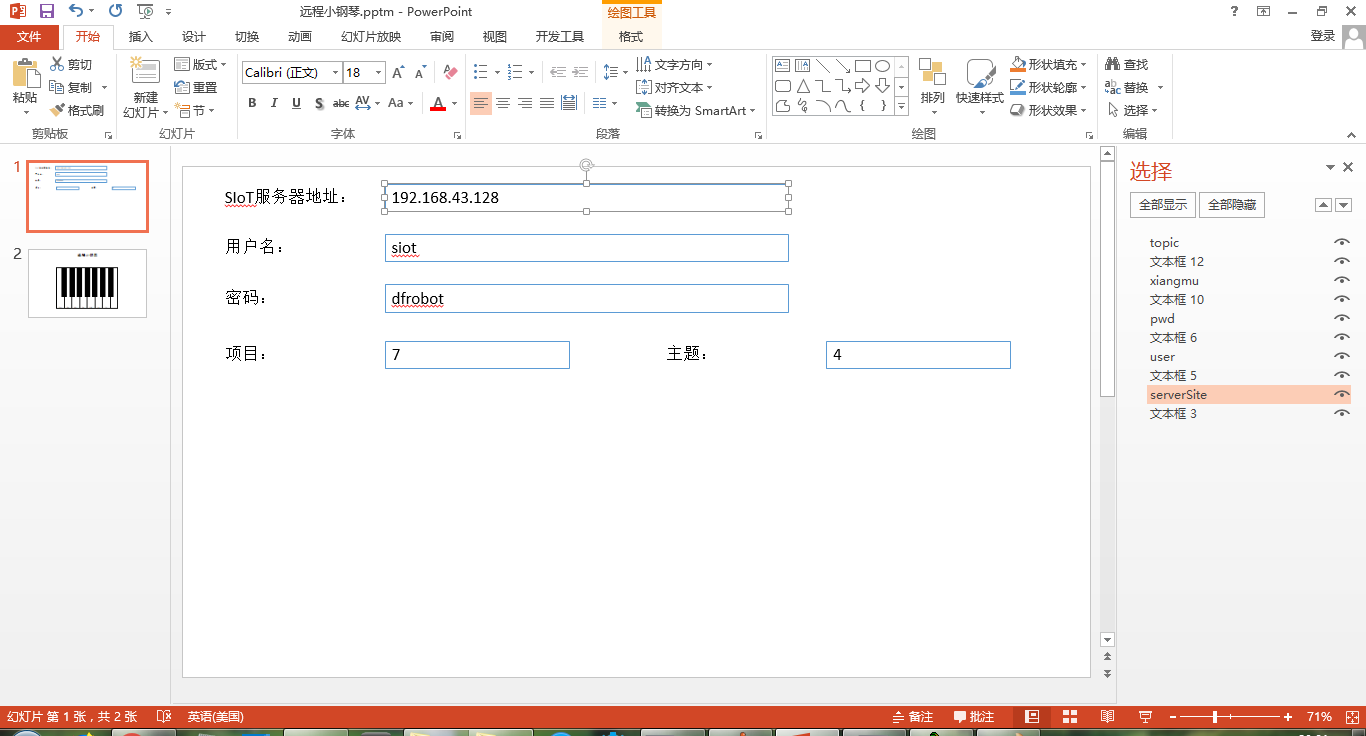 远程小钢琴.pptm - PowerPoint
绘图工具
文件 开始 插入 设计 切换 动画 幻灯片放映 审阅 视图 开发工具 格式 登录
粘贴 剪切 复制 格式刷 剪贴板
新建 幻灯片 版式 重置 节 幻灯片
Calibri (正文) 18
B I U S abc AV Aa A
字体
文字方向 对齐文本 转换为 SmartArt 段落
排列 快速样式 形状填充 形状轮廓 形状效果 绘图
查找 替换 选择 编辑
1
2
SIoT服务器地址： 192.168.43.128
用户名： siot
密码： dfrobot
项目： 7 主题： 4
选择
全部显示 全部隐藏
topic
文本框 12
xiangmu
文本框 10
pwd
文本框 6
user
文本框 5
serverSite
文本框 3
幻灯片 第 1 张，共 2 张 英语(美国) 备注 批注 71%